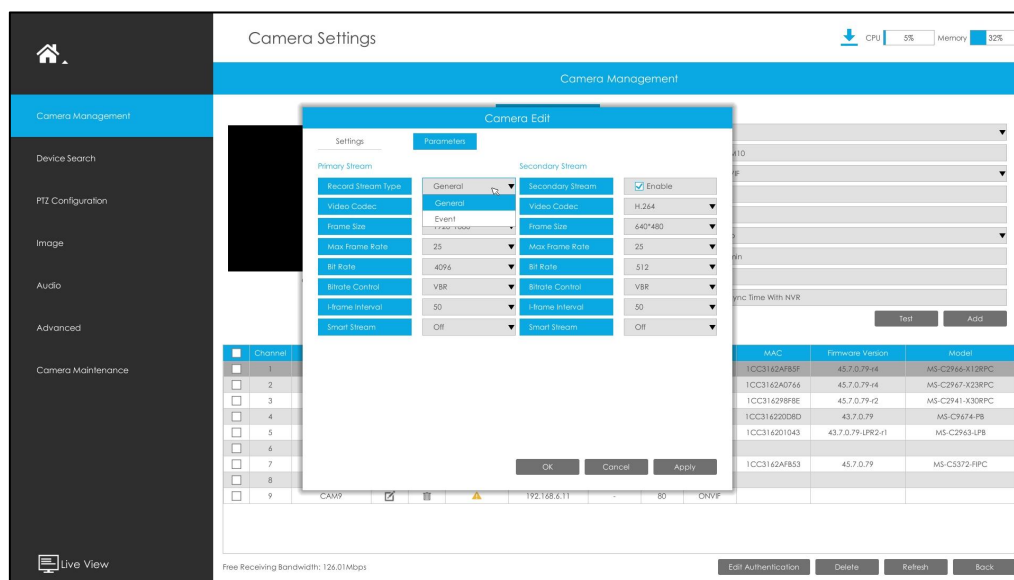 Camera Settings
CPU 5% Memory 32%
Camera Management
Camera Management
Device Search
PTZ Configuration
Image
Audio
Advanced
Camera Maintenance
Live View
Camera Edit
Settings Parameters
Primary Stream Secondary Stream
Record Stream Type General Secondary Stream Enable
General
Event
Video Codec Video Codec H.264
Frame Size Frame Size 640*480
Max Frame Rate 25 Max Frame Rate 25
Bit Rate 4096 Bit Rate 512
Bitrate Control VBR Bitrate Control VBR
I-frame Interval 50 I-frame Interval 50
Smart Stream Off Smart Stream Off
OK Cancel Apply
Sync Time With NVR
Test Add
Channel MAC Firmware Version Model
1 1CC3162AFB5F 45.7.0.79-r4 MS-C2966-X12RPC
2 1CC3162A0766 45.7.0.79-r4 MS-C2967-X23RPC
3 1CC316298F8E 45.7.0.79-r2 MS-C2941-X30RPC
4 1CC316220D8D 43.7.0.79 MS-C9674-PB
5 1CC316201043 43.7.0.79-LPR2-r1 MS-C2963-LPB
6
7 1CC3162AFB53 45.7.0.79 MS-C5372-FIPC
8
9 CAM9 192.168.6.11 - 80 ONVIF
Free Receiving Bandwidth: 126.01Mbps
Edit Authentication Delete Refresh Back